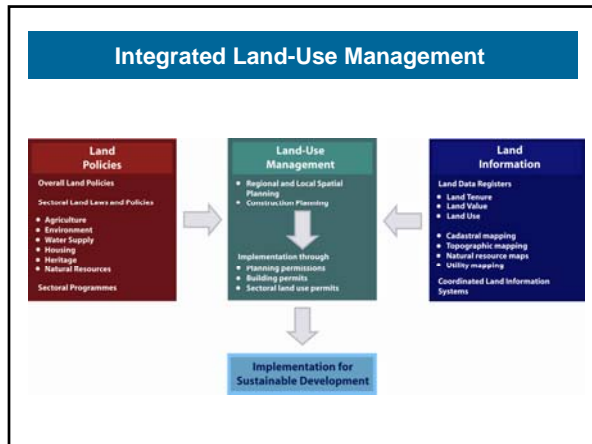 Integrated Land-Use Management
Land
Policies
Overall Land Policies
Sectoral Land Laws and Policies
Agriculture
Environment
Water Supply
Housing
Heritage
Natural Resources
Sectoral Programmes
Land-Use
Management
Regional and Local Spatial
Planning
Construction Planning
Implementation through
Planning permissions
Building permits
Sectoral land use permits
Land
Information
Land Data Registers
Land Tenure
Land Value
Land Use
Cadastral mapping
Topographic mapping
Natural resource maps
Utility mapping
Coordinated Land Information
Systems
Implementation for
Sustainable Development